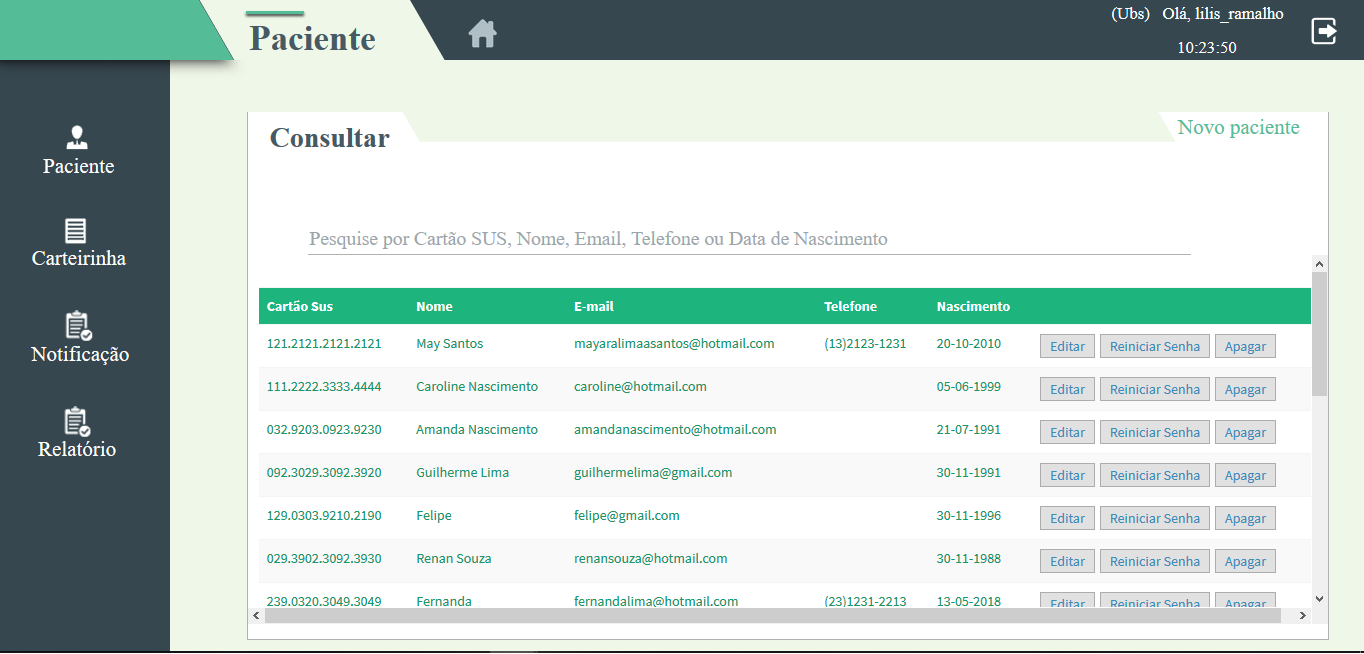 Paciente
(Ubs) Olá, lilis_ramalho
10:23:50
Paciente
Carteirinha
Notificação
Relatório
Consultar
Novo paciente
Pesquise por Cartão SUS, Nome, Email, Telefone ou Data de Nascimento
Cartão Sus Nome E-mail Telefone Nascimento
121.2121.2121.2121 May Santos mayaralimaasantos@hotmail.com (13)2123-1231 20-10-2010 Editar Reiniciar Senha Apagar
111.2222.3333.4444 Caroline Nascimento caroline@hotmail.com 05-06-1999 Editar Reiniciar Senha Apagar
032.9203.0923.9230 Amanda Nascimento amandanascimento@hotmail.com 21-07-1991 Editar Reiniciar Senha Apagar
092.3029.3092.3920 Guilherme Lima guilhermelima@gmail.com 30-11-1991 Editar Reiniciar Senha Apagar
129.0303.9210.2190 Felipe felipe@gmail.com 30-11-1996 Editar Reiniciar Senha Apagar
029.3902.3092.3930 Renan Souza renansouza@hotmail.com 30-11-1988 Editar Reiniciar Senha Apagar
239.0320.3049.3049 Fernanda fernandalima@hotmail.com (23)1231-2213 13-05-2018 Editar Reiniciar Senha Apagar